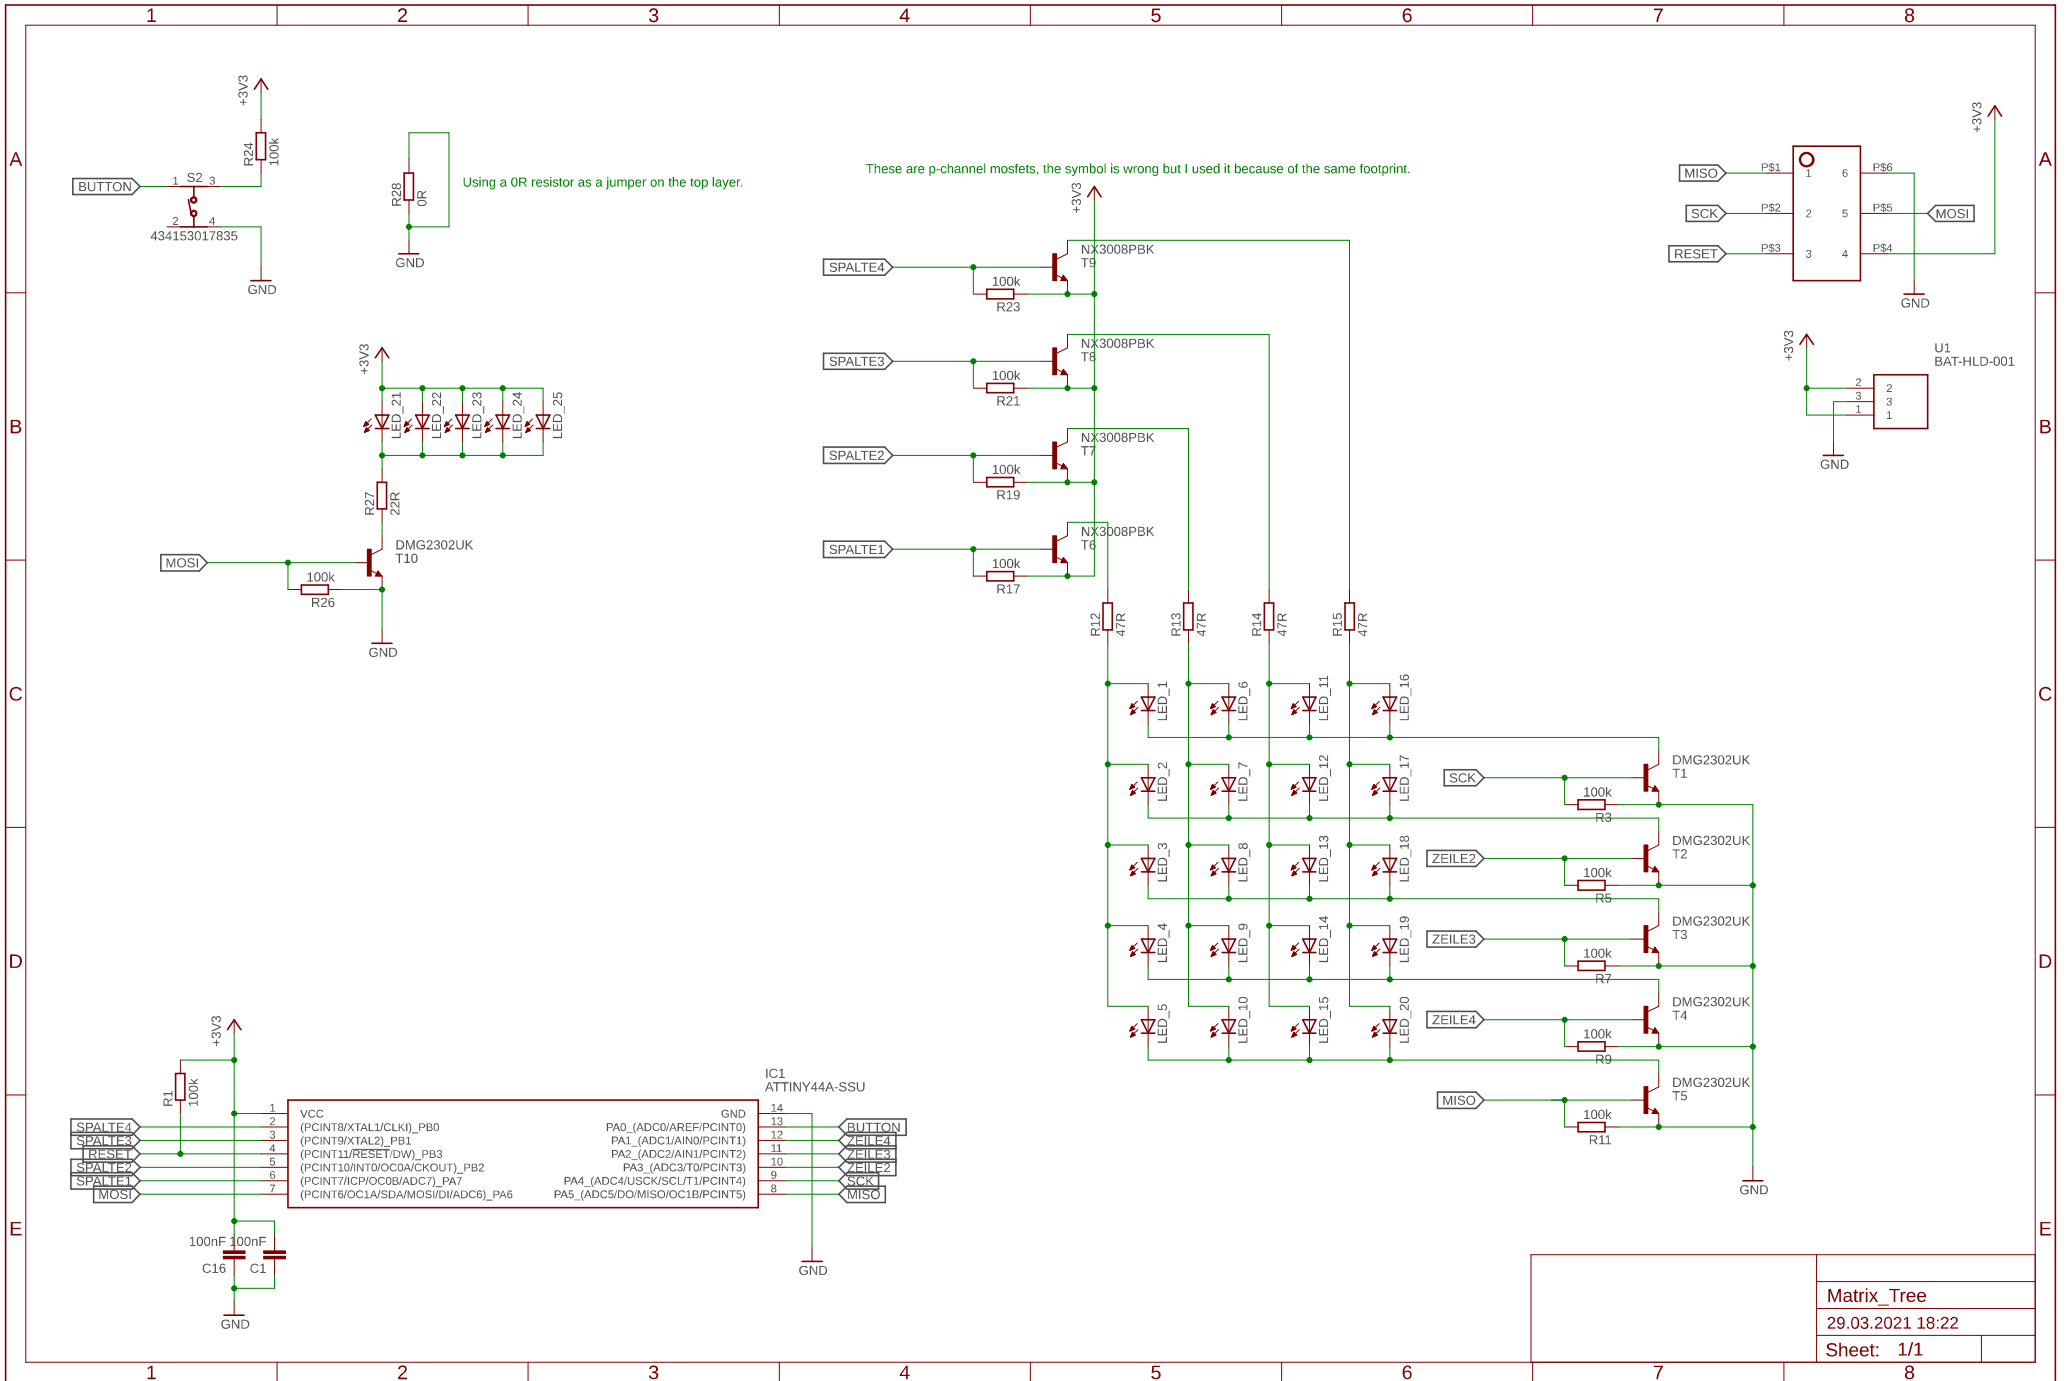 1 2 3 4 5 6 7 8
A
B
C
D
E
A
B
C
D
E
+3V3
R24
100k
BUTTON
1 S2 3
2 4
434153017835
GND
R28
0R
GND
Using a 0R resistor as a jumper on the top layer.
+3V3
LED_21
LED_22
LED_23
LED_24
LED_25
R27
22R
DMG2302UK
T10
MOSI
100k
R26
GND
These are p-channel mosfets, the symbol is wrong but I used it because of the same footprint.
+3V3
NX3008PBK
T9
SPALTE4
100k
R23
NX3008PBK
T8
SPALTE3
100k
R21
NX3008PBK
T7
SPALTE2
100k
R19
NX3008PBK
T6
SPALTE1
100k
R17
R12
47R
R13
47R
R14
47R
R15
47R
LED_1
LED_6
LED_11
LED_16
LED_2
LED_7
LED_12
LED_17
LED_3
LED_8
LED_13
LED_18
LED_4
LED_9
LED_14
LED_19
LED_5
LED_10
LED_15
LED_20
DMG2302UK
T1
SCK
100k
R3
DMG2302UK
T2
ZEILE2
100k
R5
DMG2302UK
T3
ZEILE3
100k
R7
DMG2302UK
T4
ZEILE4
100k
R9
DMG2302UK
T5
MISO
100k
R11
GND
+3V3
MISO P$1 1 6 P$6
SCK P$2 2 5 P$5 MOSI
RESET P$3 3 4 P$4
GND
+3V3
U1
BAT-HLD-001
2 2
3 3
1 1
GND
+3V3
R1
100k
IC1
ATTINY44A-SSU
1 VCC GND 14
SPALTE4 2 (PCINT8/XTAL1/CLKI)_PB0 PA0_(ADC0/AREF/PCINT0) 13 BUTTON
SPALTE3 3 (PCINT9/XTAL2)_PB1 PA1_(ADC1/AIN0/PCINT1) 12 ZEILE4
RESET 4 (PCINT11/RESET/DW)_PB3 PA2_(ADC2/AIN1/PCINT2) 11 ZEILE3
SPALTE2 5 (PCINT10/INT0/OC0A/CKOUT)_PB2 PA3_(ADC3/T0/PCINT3) 10 ZEILE2
SPALTE1 6 (PCINT7/ICP/OC0B/ADC7)_PA7 PA4_(ADC4/USCK/SCL/T1/PCINT4) 9 SCK
MOSI 7 (PCINT6/OC1A/SDA/MOSI/DI/ADC6)_PA6 PA5_(ADC5/DO/MISO/OC1B/PCINT5) 8 MISO
100nF 100nF
C16 C1
GND
GND
Matrix_Tree
29.03.2021 18:22
Sheet: 1/1
1 2 3 4 5 6 7 8